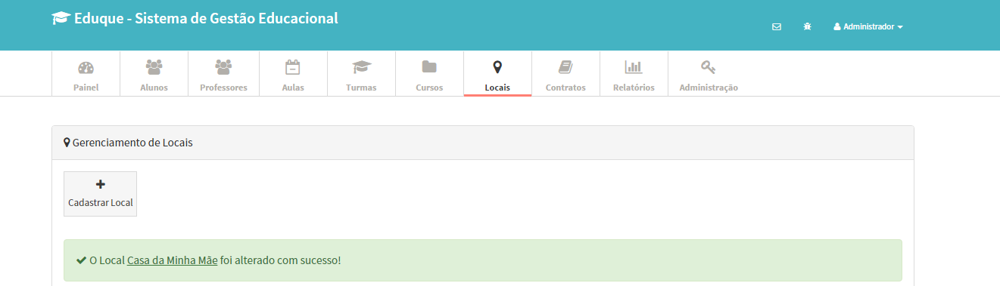 Eduque - Sistema de Gestão Educacional
Administrador
Painel
Alunos
Professores
Aulas
Turmas
Cursos
Locais
Contratos
Relatórios
Administração
Gerenciamento de Locais
Cadastrar Local
O Local Casa da Minha Mãe foi alterado com sucesso!